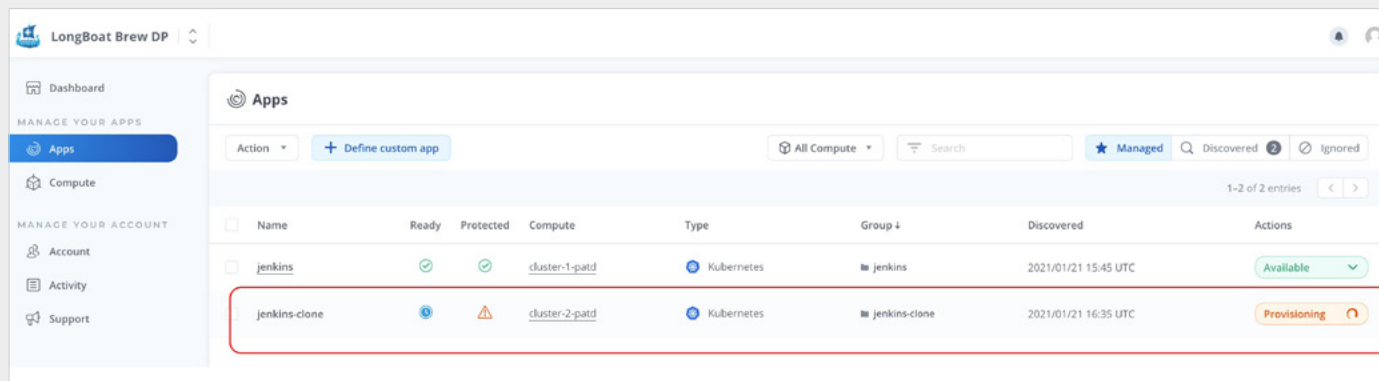 LongBoat Brew DP
Dashboard
MANAGE YOUR APPS
Apps
Compute
MANAGE YOUR ACCOUNT
Account
Activity
Support
Apps
Action + Define custom app All Compute Search Managed Discovered 2 Ignored
1-2 of 2 entries < >
Name Ready Protected Compute Type Group ↓ Discovered Actions
jenkins cluster-1-patd Kubernetes jenkins 2021/01/21 15:45 UTC Available
jenkins-clone cluster-2-patd Kubernetes jenkins-clone 2021/01/21 16:35 UTC Provisioning